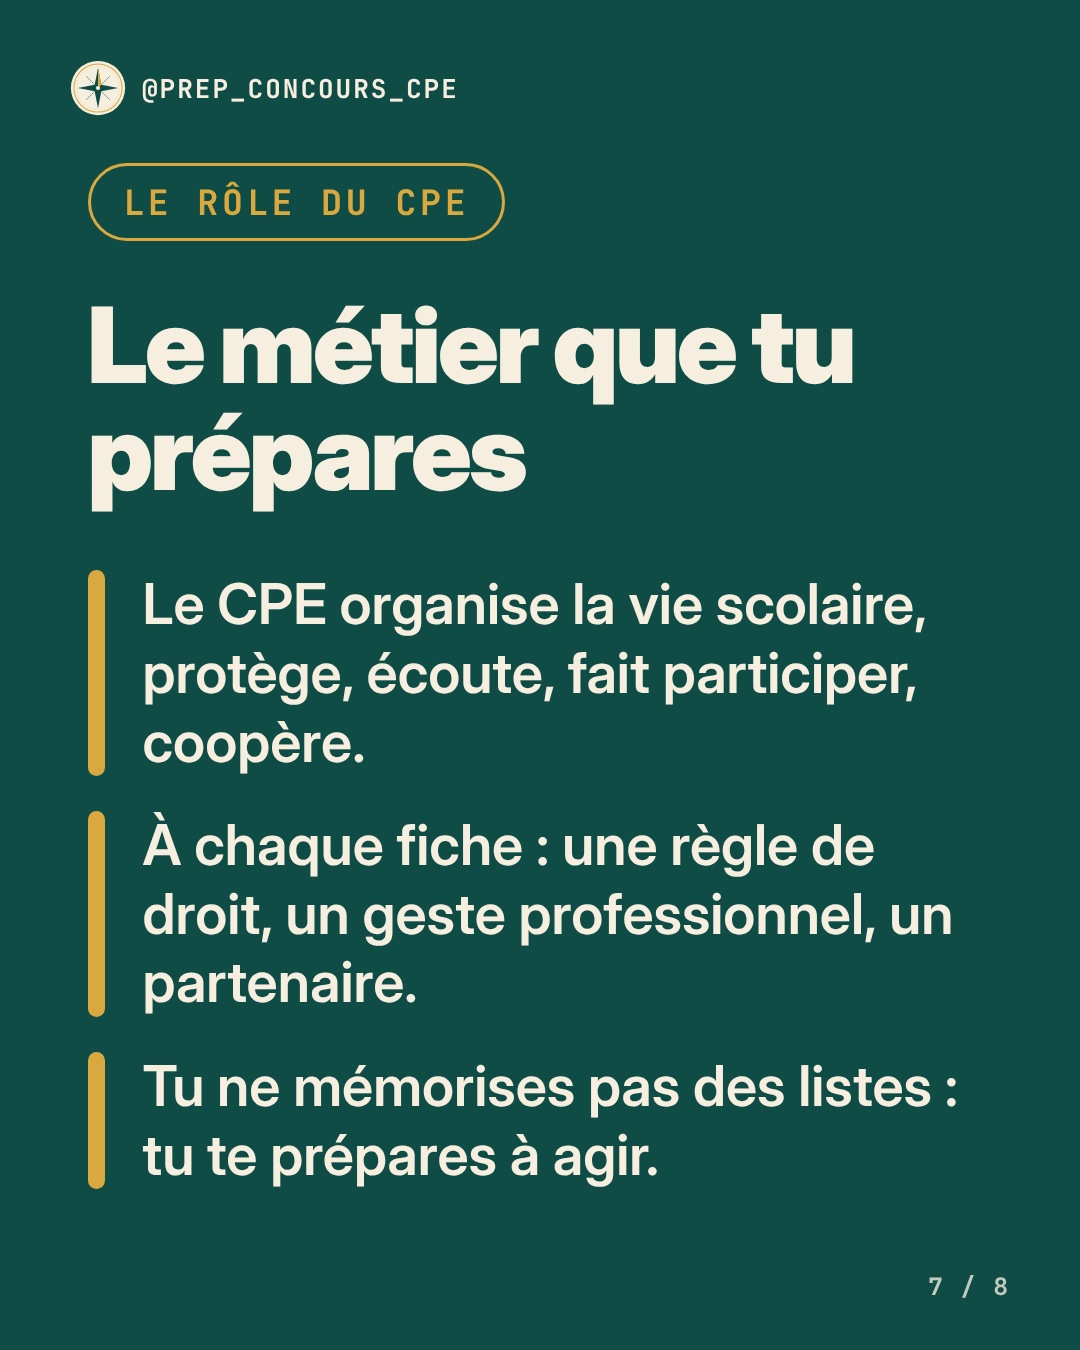 @PREP_CONCOURS_CPE
LE RÔLE DU CPE
Le métier que tu
prépares
Le CPE organise la vie scolaire,
protège, écoute, fait participer,
coopère.
À chaque fiche : une règle de
droit, un geste professionnel, un
partenaire.
Tu ne mémorises pas des listes :
tu te prépares à agir.
7 / 8